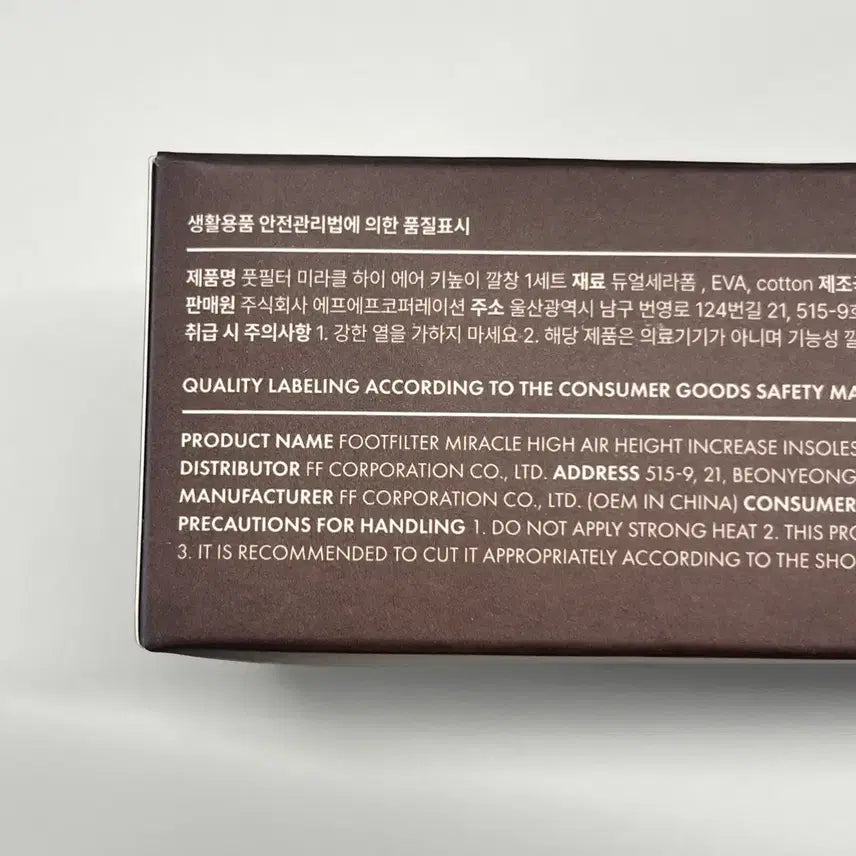 생활용품 안전관리법에 의한 품질표시
제품명 풋필터 미라클 하이 에어 키높이 깔창 1세트 재료 듀얼세라폼 , EVA, cotton 제조
판매원 주식회사 에프에프코퍼레이션 주소 울산광역시 남구 번영로 124번길 21, 515-9호
취급 시 주의사항 1. 강한 열을 가하지 마세요 2. 해당 제품은 의료기기가 아니며 기능성 깔
QUALITY LABELING ACCORDING TO THE CONSUMER GOODS SAFETY MA
PRODUCT NAME FOOTFILTER MIRACLE HIGH AIR HEIGHT INCREASE INSOLES
DISTRIBUTOR FF CORPORATION CO., LTD. ADDRESS 515-9, 21, BEONYEONG
MANUFACTURER FF CORPORATION CO., LTD. (OEM IN CHINA) CONSUMER
PRECAUTIONS FOR HANDLING 1. DO NOT APPLY STRONG HEAT 2. THIS PRO
3. IT IS RECOMMENDED TO CUT IT APPROPRIATELY ACCORDING TO THE SHO